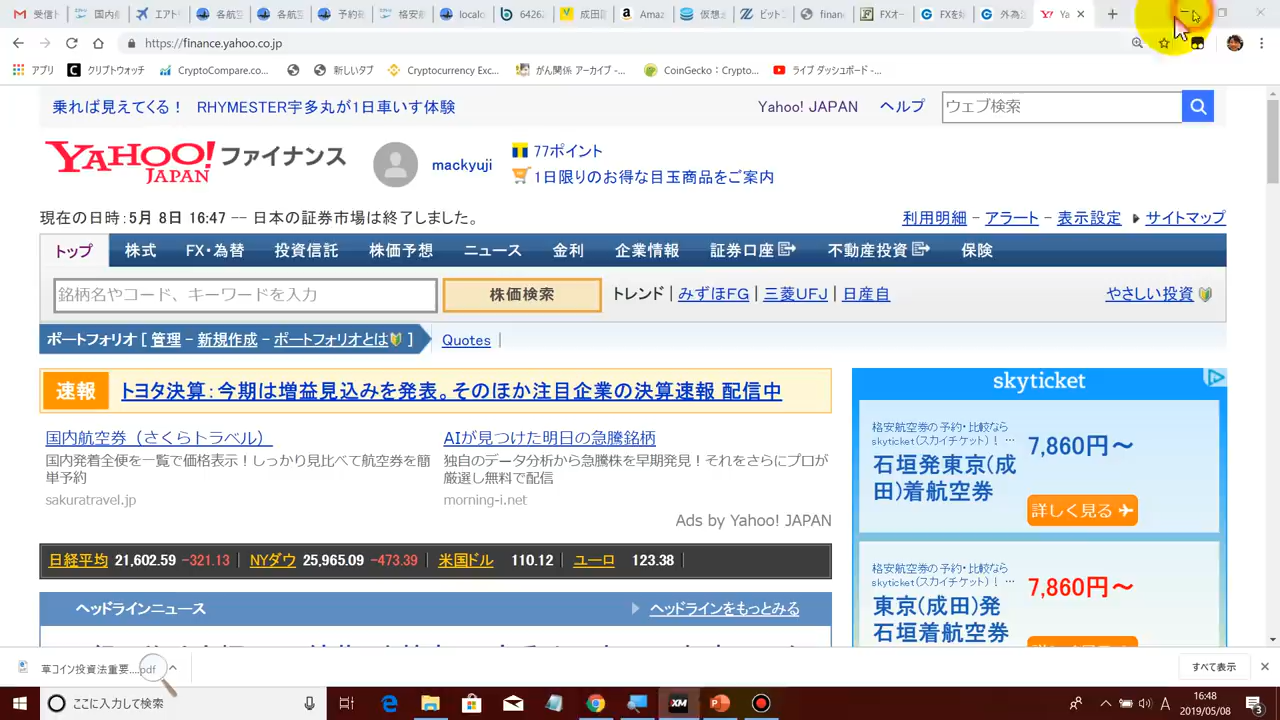 受信ト
国内航
エアト
各航空
各航空
予約確
格安航
locale
6426
成田国
Amaz
仮想通
ビットコ
financ
FXオー
FXを
外為
Ya
https://finance.yahoo.co.jp
アプリ
クリプトウォッチ
CryptoCompare.co...
新しいタブ
Cryptocurrency Exc...
がん関係 アーカイブ -...
CoinGecko：Cryptoc...
ライブ ダッシュボード -...
乗れば見えてくる！ RHYMESTER宇多丸が1日車いす体験
Yahoo! JAPAN
ヘルプ
ウェブ検索
YAHOO! JAPAN ファイナンス
mackyuji
77ポイント
1日限りのお得な目玉商品をご案内
現在の日時：5月 8日 16:47 -- 日本の証券市場は終了しました。
利用明細 - アラート - 表示設定 サイトマップ
トップ 株式 FX・為替 投資信託 株価予想 ニュース 金利 企業情報 証券口座 不動産投資 保険
銘柄名やコード、キーワードを入力
株価検索
トレンド | みずほFG | 三菱UFJ | 日産自
やさしい投資
ポートフォリオ [ 管理 - 新規作成 - ポートフォリオとは ]
Quotes |
速報
トヨタ決算：今期は増益見込みを発表。そのほか注目企業の決算速報 配信中
国内航空券（さくらトラベル）
国内発着全便を一覧で価格表示！しっかり見比べて航空券を簡
単予約
sakuratravel.jp
AIが見つけた明日の急騰銘柄
独自のデータ分析から急騰株を早期発見！それをさらにプロが
厳選し無料で配信
morning-i.net
Ads by Yahoo! JAPAN
日経平均 21,602.59 -321.13 | NYダウ 25,965.09 -473.39 | 米国ドル 110.12 | ユーロ 123.38 |
ヘッドラインニュース
ヘッドラインをもっとみる
skyticket
格安航空券の予約・比較なら
skyticket(スカイチケット)！ …
石垣発東京(成
田)着航空券
7,860円～
詳しく見る
格安航空券の予約・比較なら
skyticket(スカイチケット)！ …
東京(成田)発
石垣着航空券
7,860円～
草コイン投資法重要....pdf
すべて表示
ここに入力して検索
XM
A
16:48
2019/05/08
3